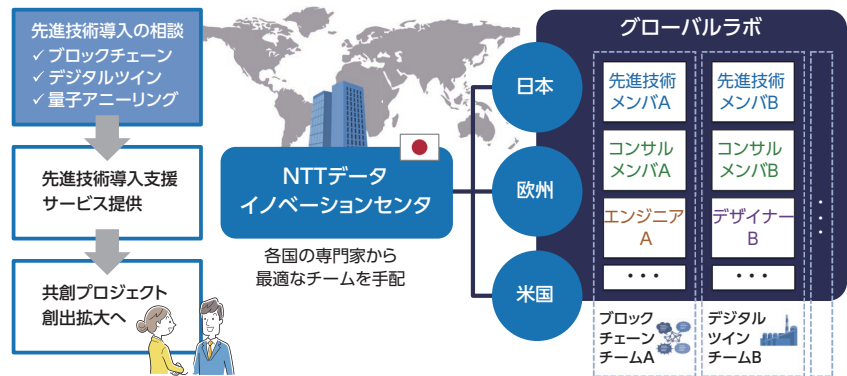 先進技術導入の相談
✓ ブロックチェーン
✓ デジタルツイン
✓ 量子アニーリング
先進技術導入支援
サービス提供
共創プロジェクト
創出拡大へ
NTTデータ
イノベーションセンタ
各国の専門家から
最適なチームを手配
日本
欧州
米国
グローバルラボ
先進技術
メンバA
コンサル
メンバA
エンジニア
A
・・・
先進技術
メンバB
コンサル
メンバB
デザイナー
B
・・・
・・・
ブロック
チェーン
チームA
デジタル
ツイン
チームB